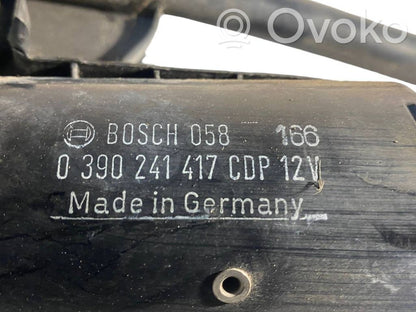 Ovoko
BOSCH 058 166
0 390 241 417 CDP 12V
Made in Germany